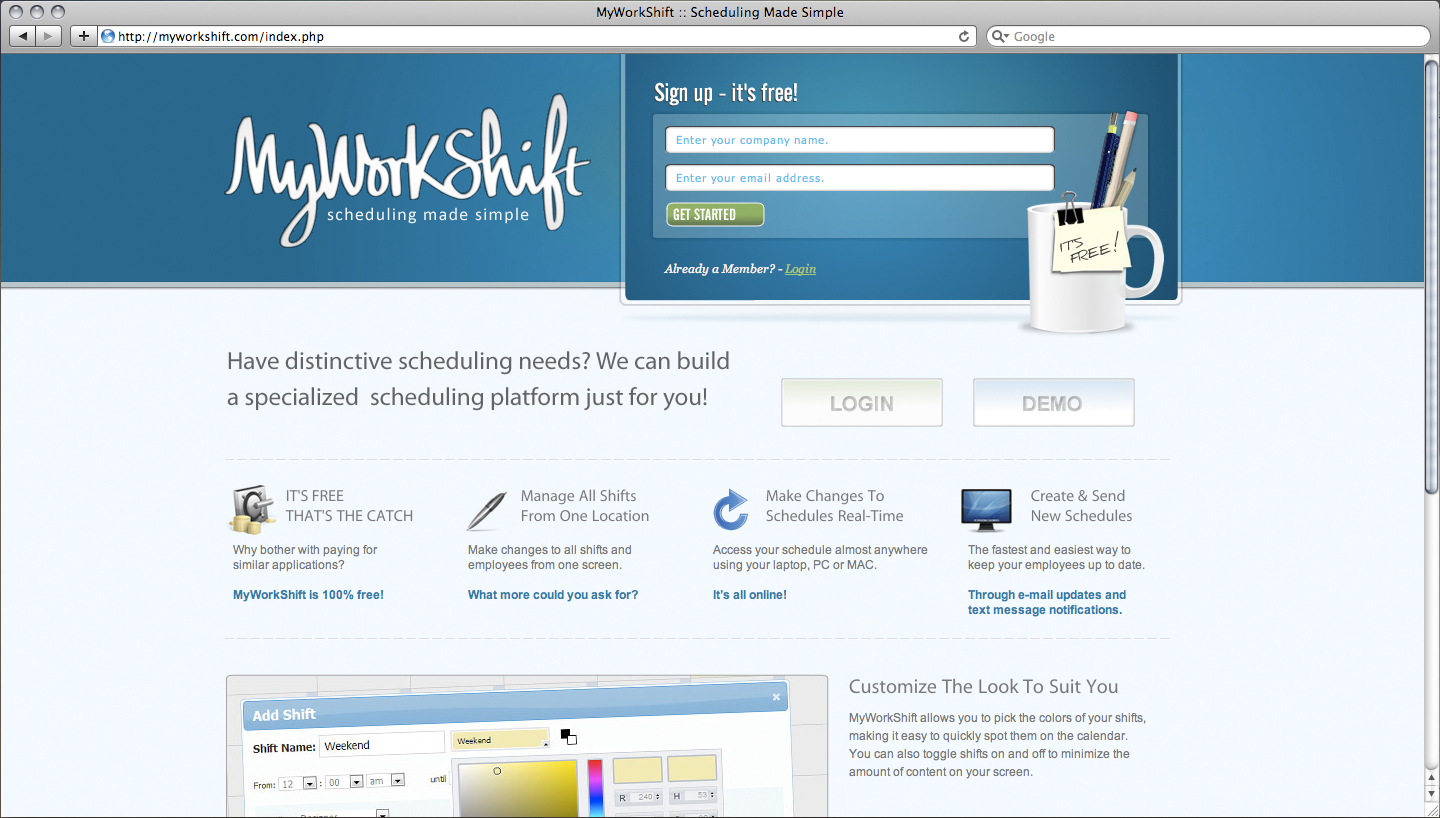 MyWorkShift :: Scheduling Made Simple
http://myworkshift.com/index.php
Google
MyWorkShift
scheduling made simple
Sign up - it's free!
Enter your company name.
Enter your email address.
GET STARTED
Already a Member? - Login
IT'S
FREE!
Have distinctive scheduling needs? We can build
a specialized scheduling platform just for you!
LOGIN
DEMO
IT'S FREE
THAT'S THE CATCH
Why bother with paying for
similar applications?
MyWorkShift is 100% free!
Manage All Shifts
From One Location
Make changes to all shifts and
employees from one screen.
What more could you ask for?
Make Changes To
Schedules Real-Time
Access your schedule almost anywhere
using your laptop, PC or MAC.
It's all online!
Create & Send
New Schedules
The fastest and easiest way to
keep your employees up to date.
Through e-mail updates and
text message notifications.
Add Shift
Shift Name: Weekend
Weekend
From: 12 : 00 am until
R 240 H 53
Customize The Look To Suit You
MyWorkShift allows you to pick the colors of your shifts,
making it easy to quickly spot them on the calendar.
You can also toggle shifts on and off to minimize the
amount of content on your screen.